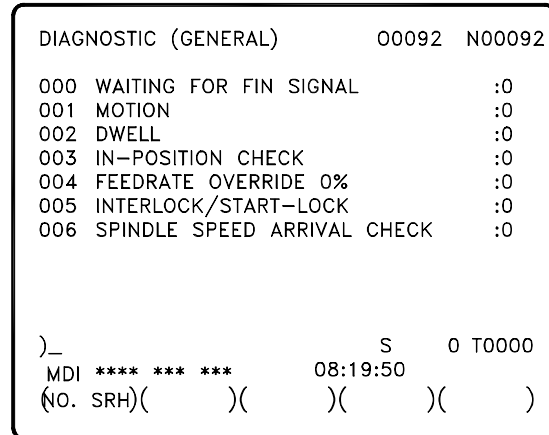 DIAGNOSTIC (GENERAL) O0092 N00092
000 WAITING FOR FIN SIGNAL :0
001 MOTION :0
002 DWELL :0
003 IN-POSITION CHECK :0
004 FEEDRATE OVERRIDE 0% :0
005 INTERLOCK/START-LOCK :0
006 SPINDLE SPEED ARRIVAL CHECK :0
)_ S 0 T0000
MDI **** *** *** 08:19:50
(NO. SRH)( )( )( )( )